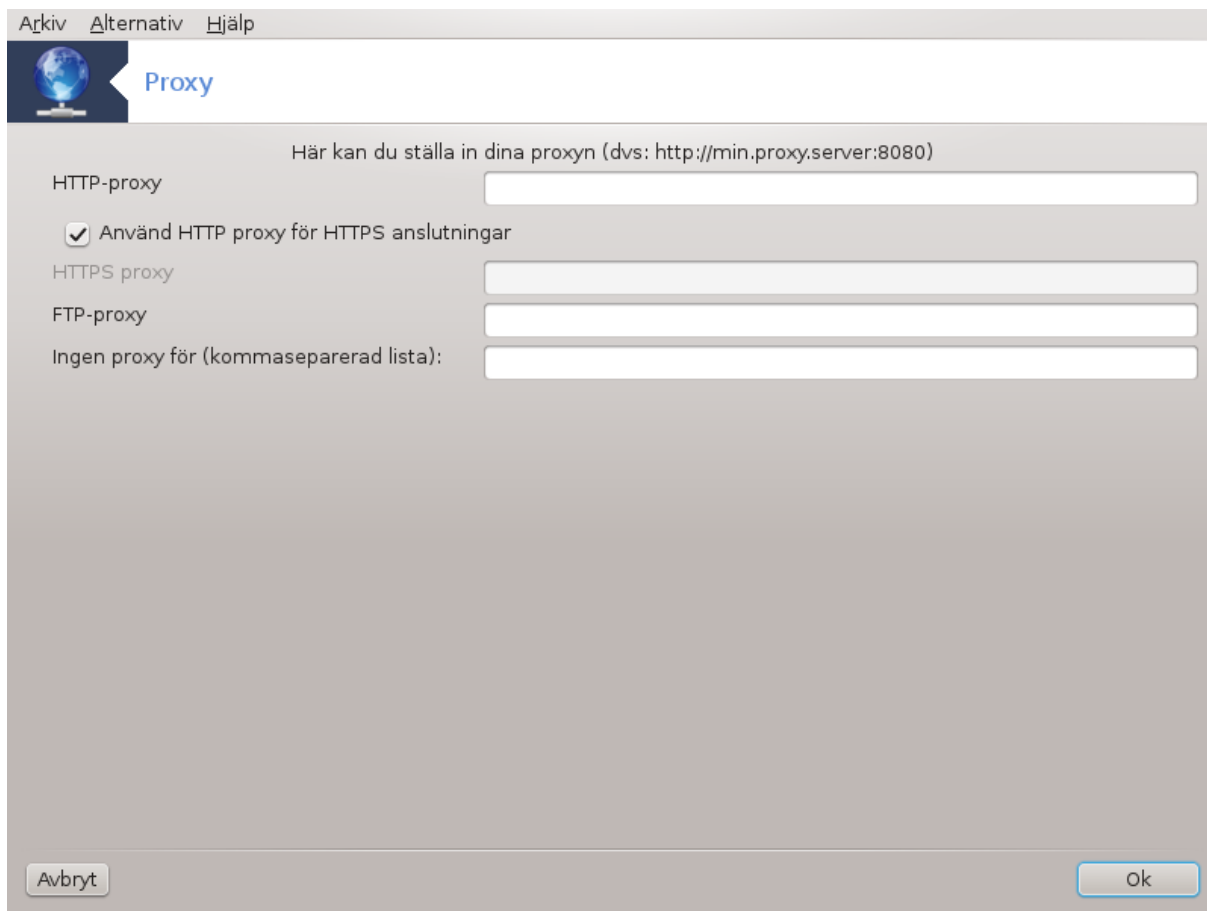 Arkiv Alternativ Hjälp
Proxy
Här kan du ställa in dina proxyn (dvs: http://min.proxy.server:8080)
HTTP-proxy
Använd HTTP proxy för HTTPS anslutningar
HTTPS proxy
FTP-proxy
Ingen proxy för (kommaseparerad lista):
Avbryt Ok